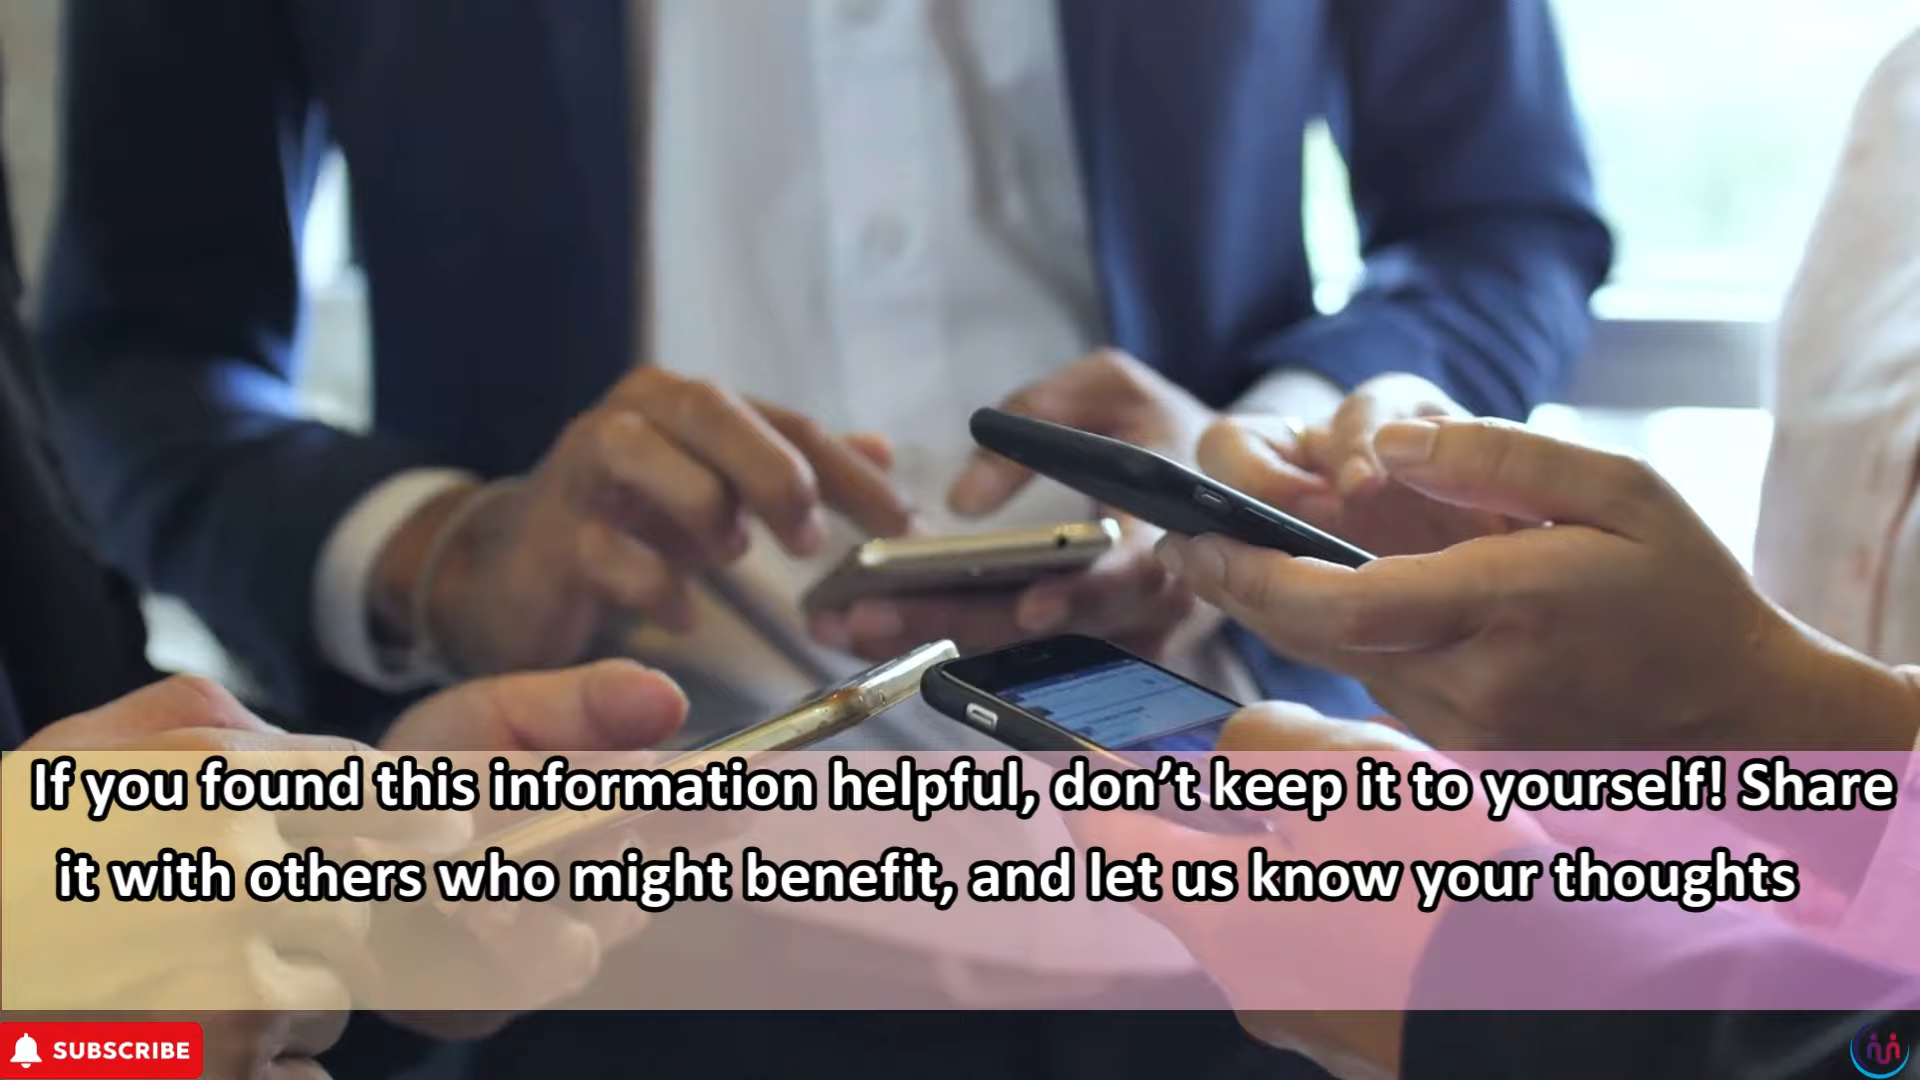 If you found this information helpful, don’t keep it to yourself! Share
it with others who might benefit, and let us know your thoughts
SUBSCRIBE